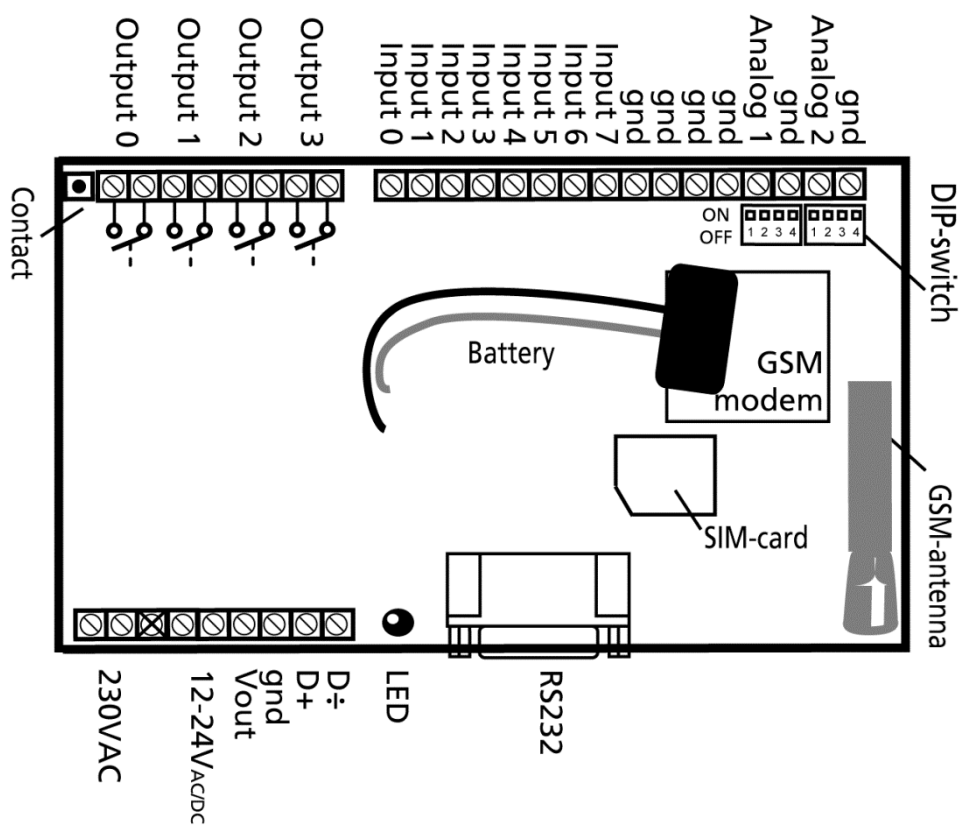 Output 0
Output 1
Output 2
Output 3
Input 0
Input 1
Input 2
Input 3
Input 4
Input 5
Input 6
Input 7
gnd
gnd
gnd
gnd
Analog 1
gnd
Analog 2
gnd
Contact
DIP-switch
ON
OFF
1 2 3 4
1 2 3 4
Battery
GSM
modem
SIM-card
GSM-antenna
230VAC
12-24VAC/DC
Vout
gnd
D+
D÷
LED
RS232